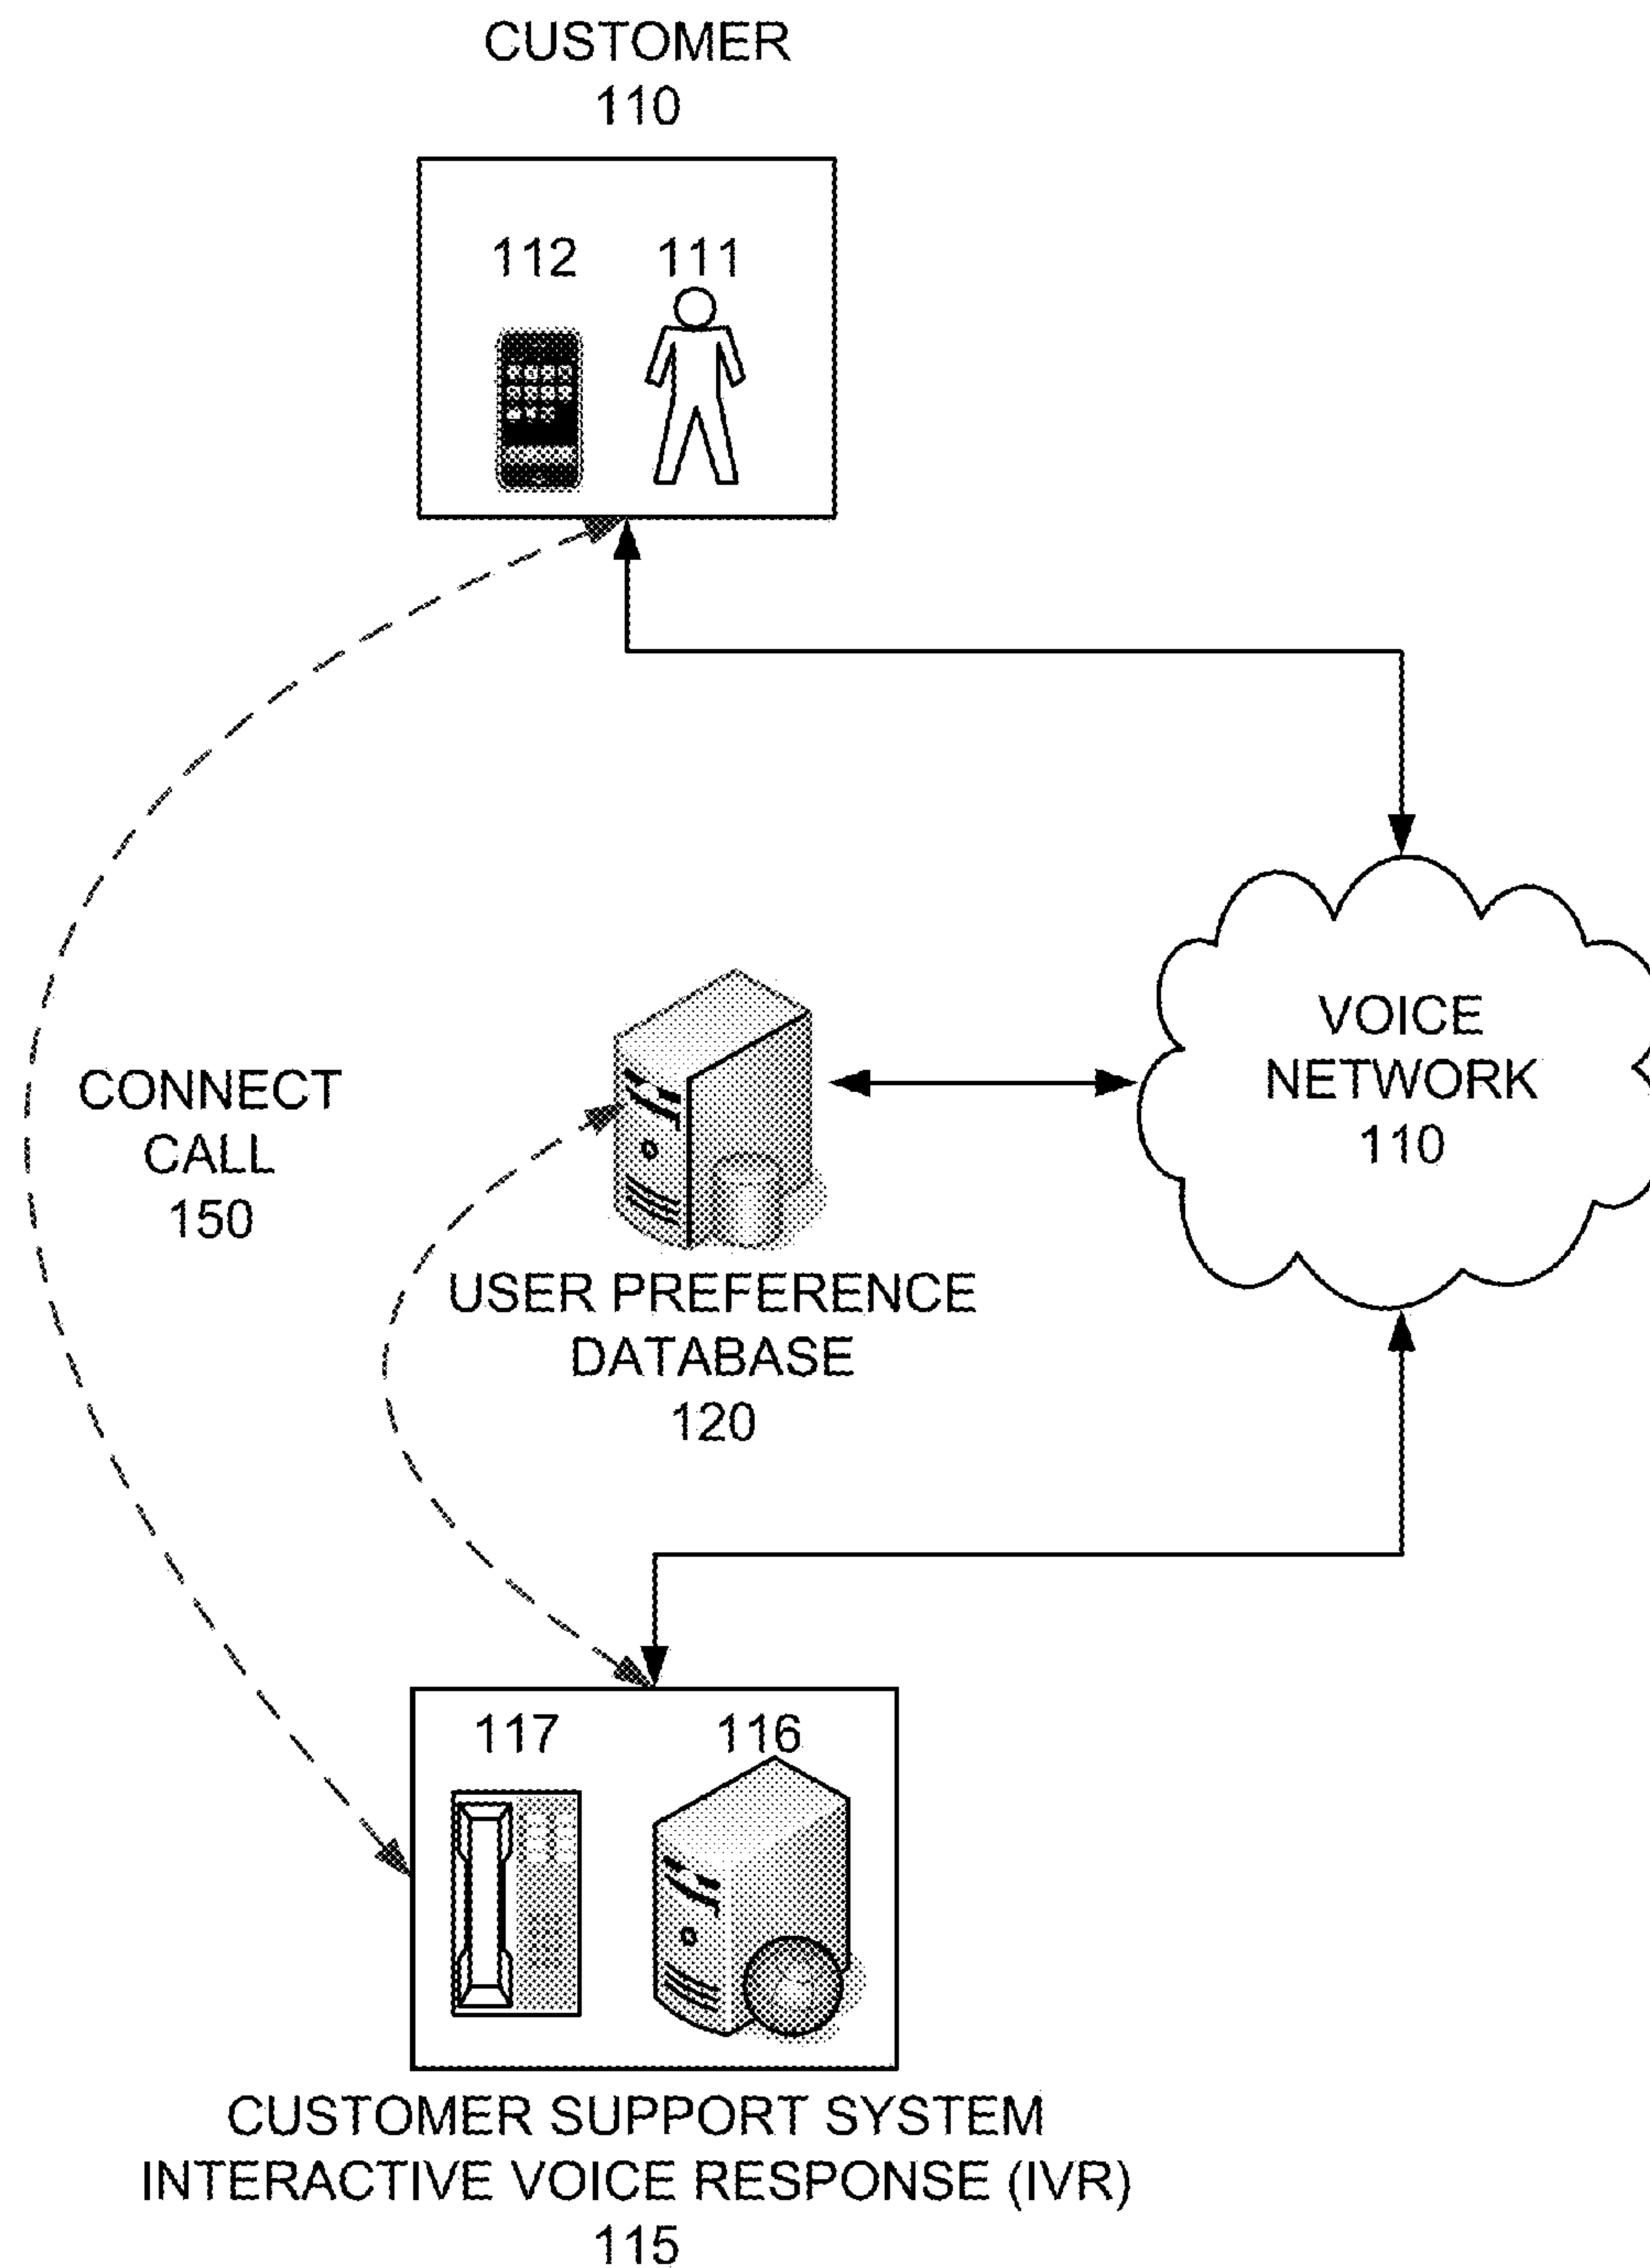 CUSTOMER
110
112 111
VOICE
NETWORK
110
CONNECT
CALL
150
USER PREFERENCE
DATABASE
120
117 116
CUSTOMER SUPPORT SYSTEM
INTERACTIVE VOICE RESPONSE (IVR)
115